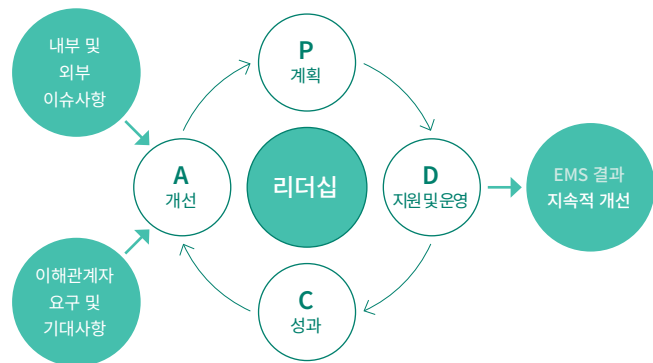 내부 및
외부
이슈사항
P
계획
A
개선
리더십
D
지원 및 운영
EMS 결과
지속적 개선
이해관계자
요구 및
기대사항
C
성과